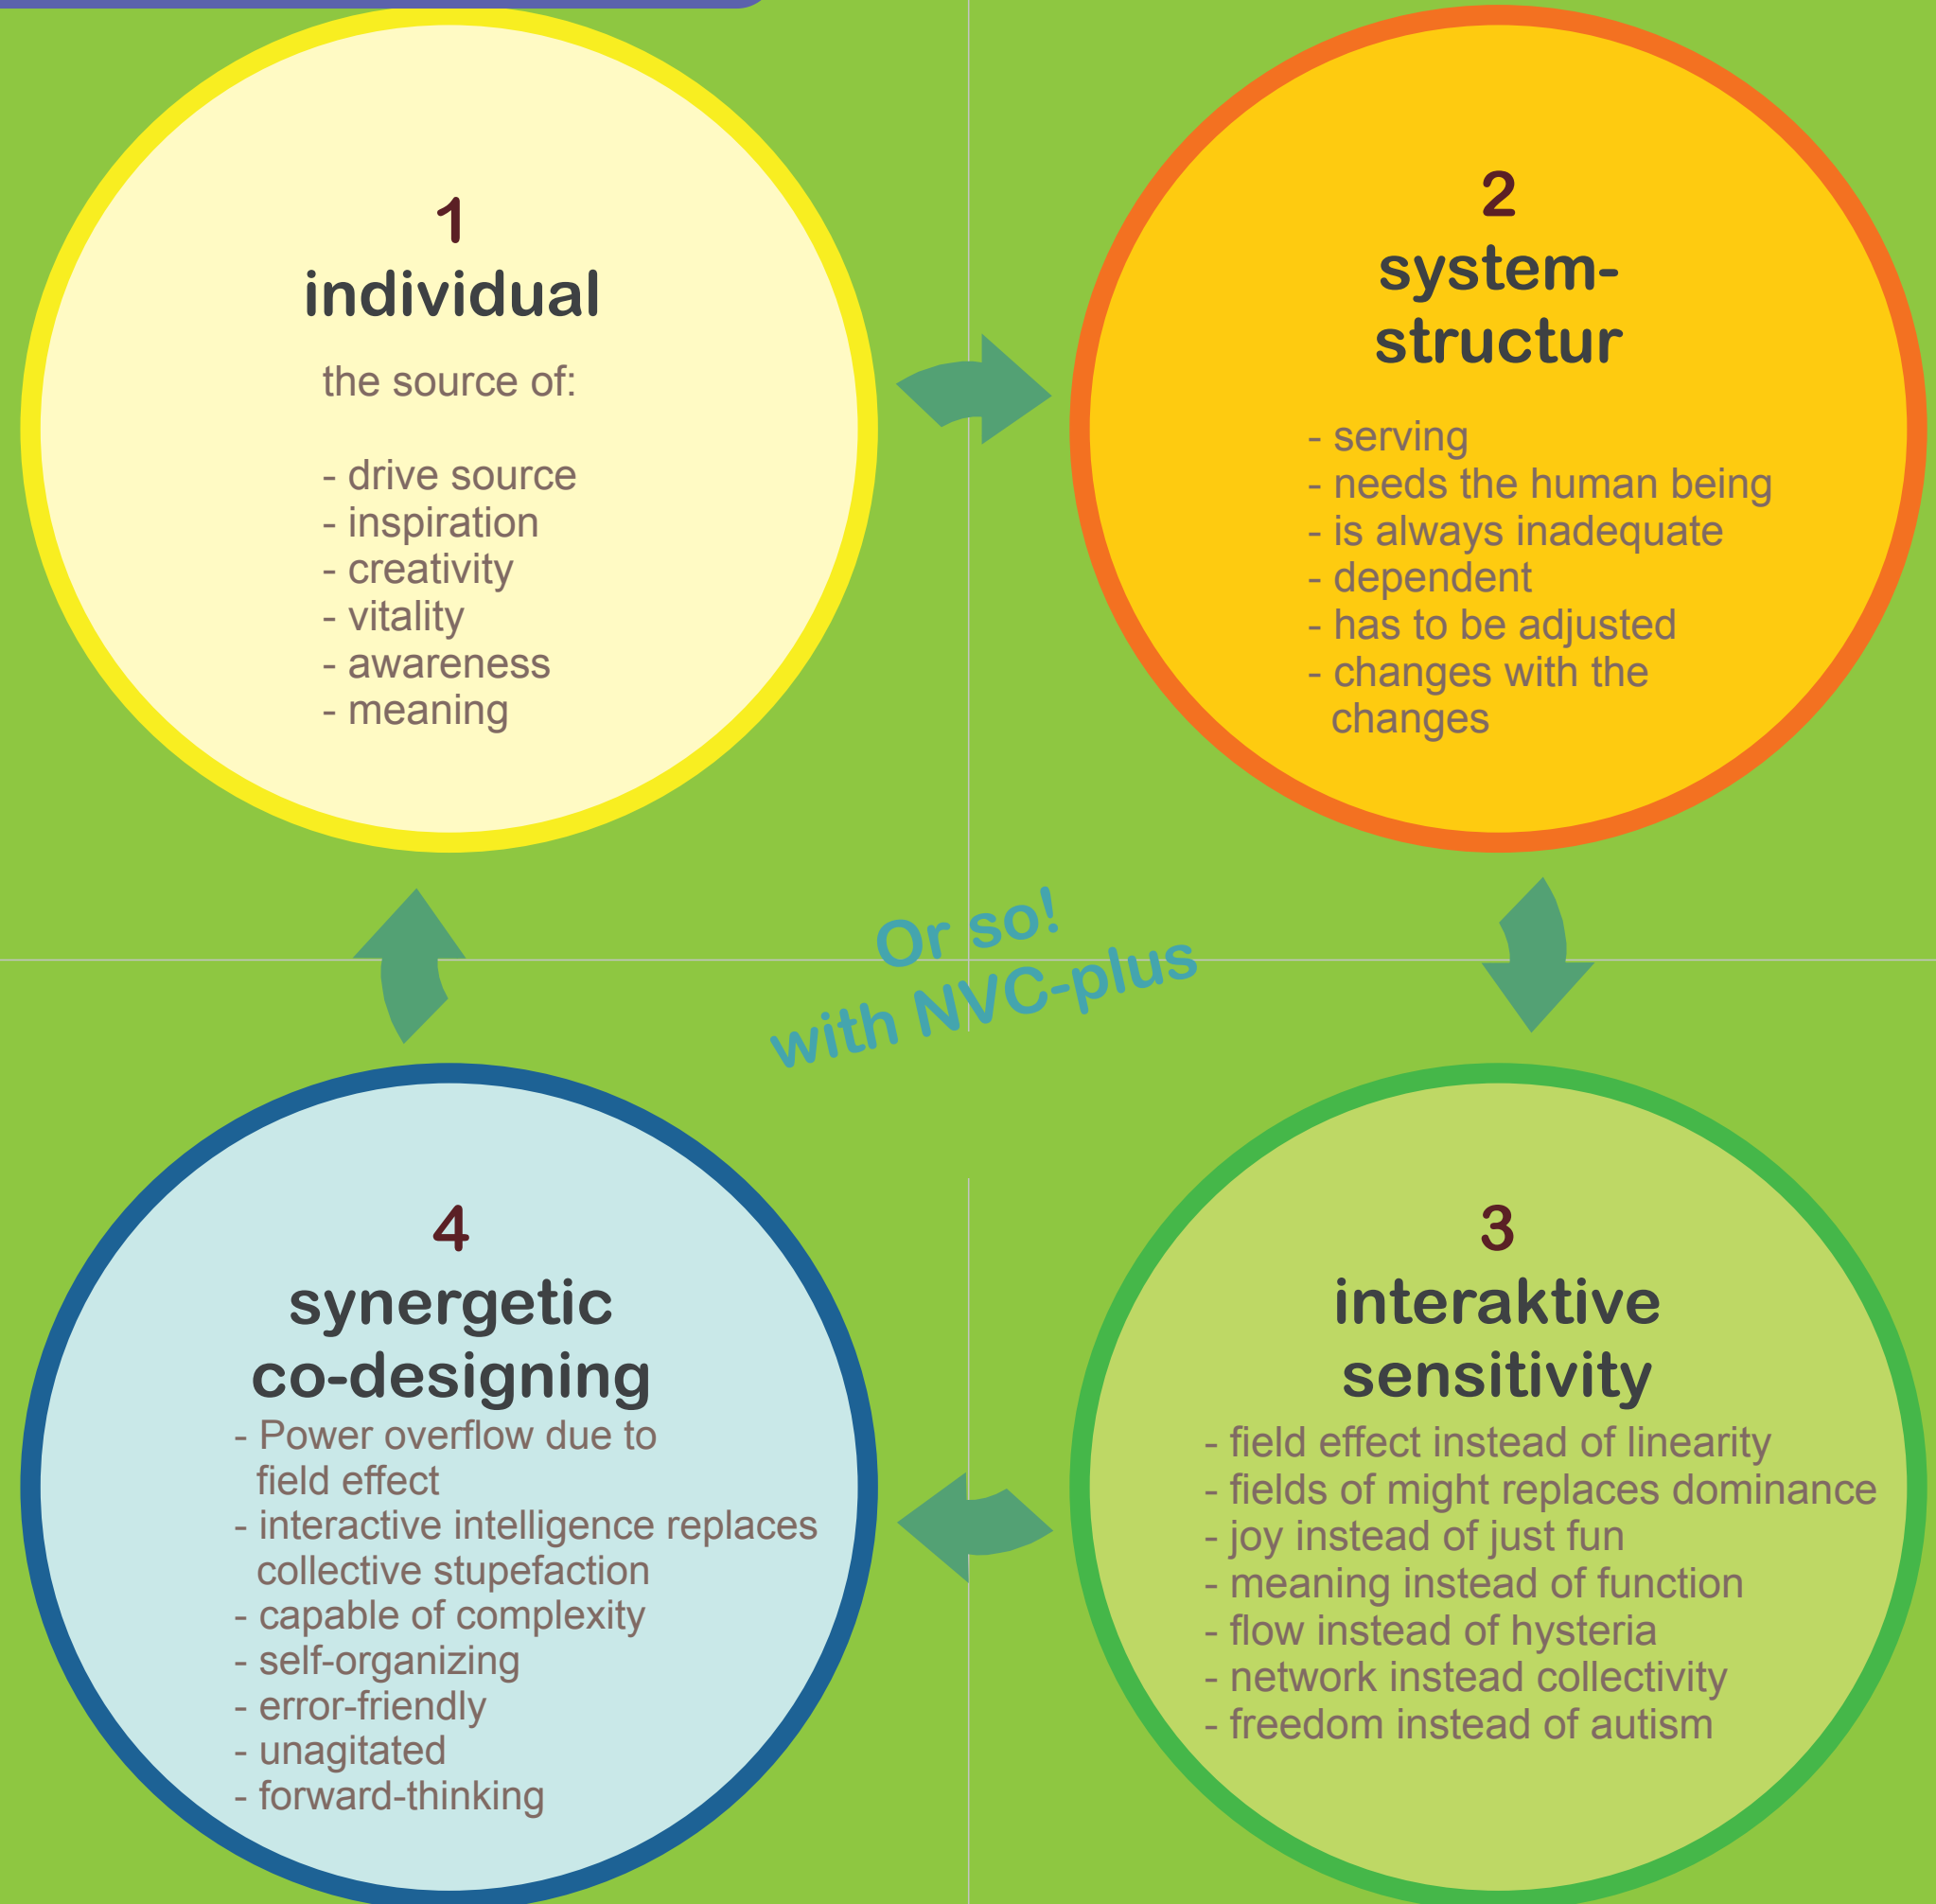 1
individual
the source of:
- drive source
- inspiration
- creativity
- vitality
- awareness
- meaning
2
system-
structur
- serving
- needs the human being
- is always inadequate
- dependent
- has to be adjusted
- changes with the
changes
Or so!
with NVC-plus
3
interaktive
sensitivity
- field effect instead of linearity
- fields of might replaces dominance
- joy instead of just fun
- meaning instead of function
- flow instead of hysteria
- network instead collectivity
- freedom instead of autism
4
synergetic
co-designing
- Power overflow due to
field effect
- interactive intelligence replaces
collective stupefaction
- capable of complexity
- self-organizing
- error-friendly
- unagitated
- forward-thinking